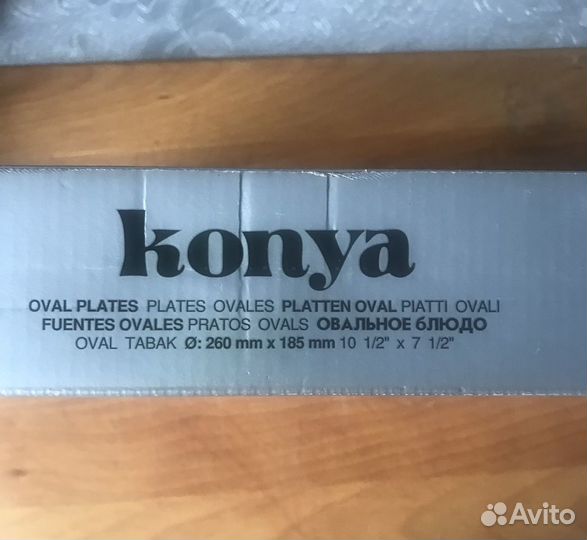 konya
OVAL PLATES PLATES OVALES PLATTEN OVAL PIATTI OVALI
FUENTES OVALES PRATOS OVALS ОВАЛЬНОЕ БЛЮДО
OVAL TABAK Ø: 260 mm x 185 mm 10 1/2" x 7 1/2"
Avito